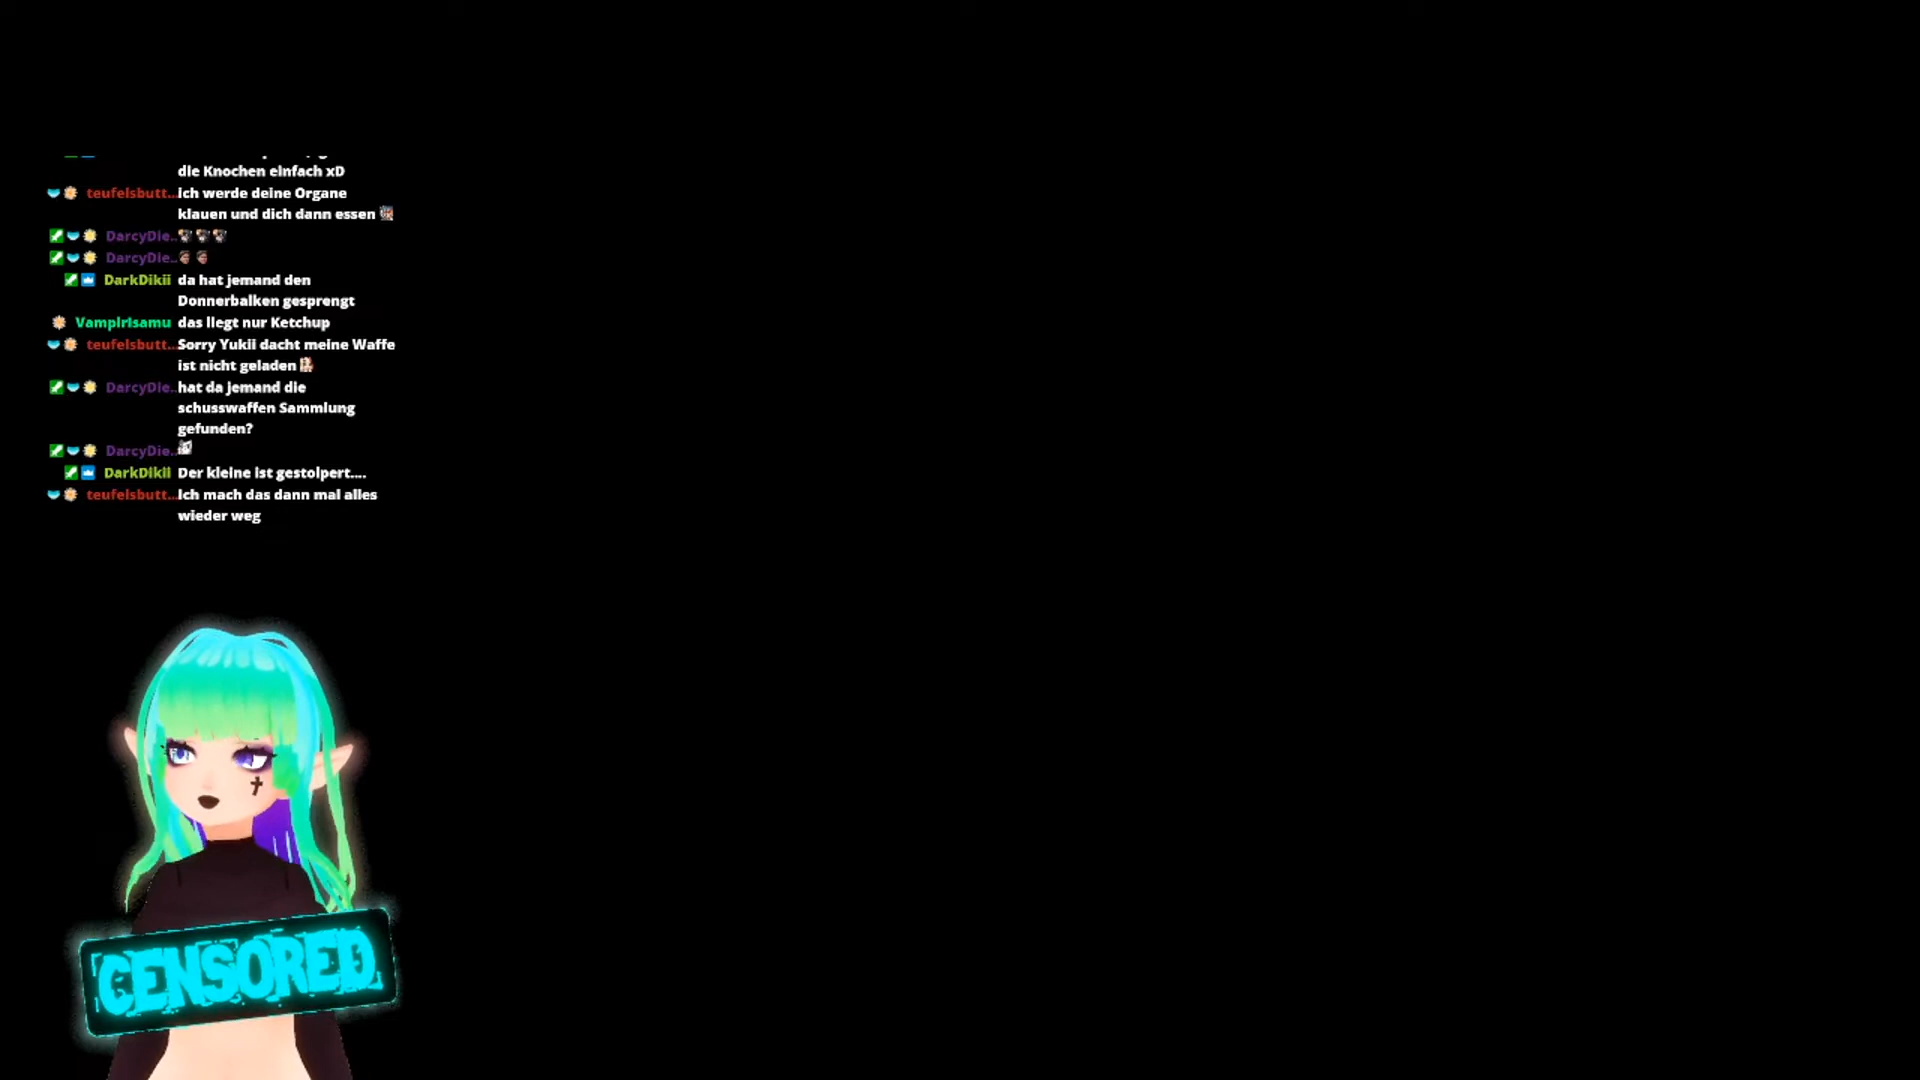 die Knochen einfach xD
teufelsbutt... ich werde deine Organe
klauen und dich dann essen
DarcyDie..
DarcyDie..
DarkDikii da hat jemand den
Donnerbalken gesprengt
Vampirisamu das liegt nur Ketchup
teufelsbutt... Sorry Yukii dacht meine Waffe
ist nicht geladen
DarcyDie.. hat da jemand die
schusswaffen Sammlung
gefunden?
DarcyDie..
DarkDikii Der kleine ist gestolpert....
teufelsbutt... Ich mach das dann mal alles
wieder weg
CENSORED